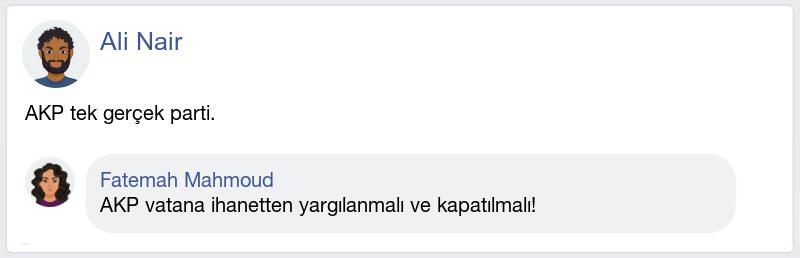 Ali Nair
AKP tek gerçek parti.
Fatemah Mahmoud
AKP vatana ihanetten yargılanmalı ve kapatılmalı!